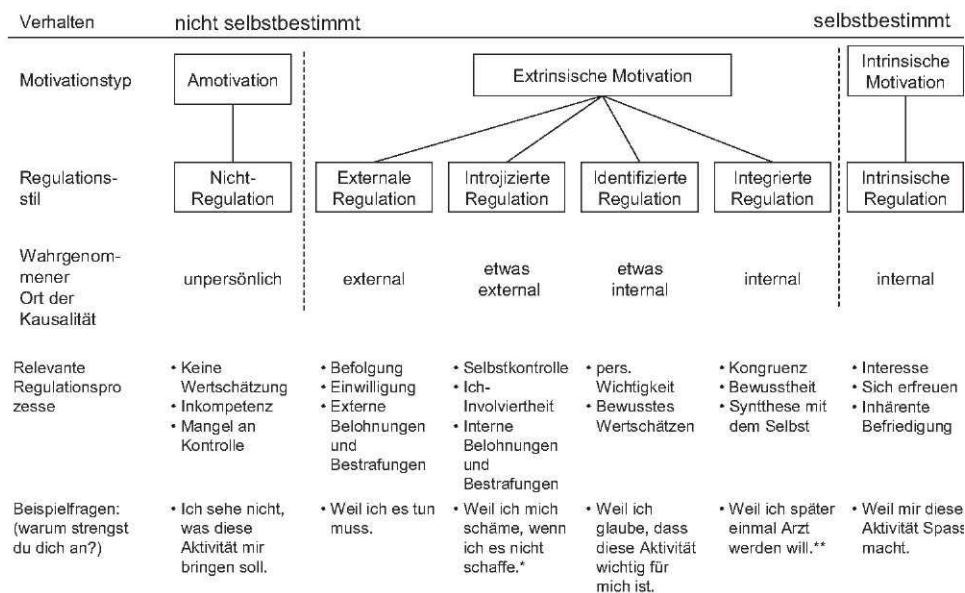 Verhalten nicht selbstbestimmt selbstbestimmt
Motivationstyp
Amotivation
Extrinsische Motivation
Intrinsische
Motivation
Regulations-
stil
Nicht-
Regulation
Externale
Regulation
Introjizierte
Regulation
Identifizierte
Regulation
Integrierte
Regulation
Intrinsische
Regulation
Wahrgenom-
mener
Ort der
Kausalität
unpersönlich
external
etwas
external
etwas
internal
internal
internal
Relevante
Regulationspro
zesse
• Keine
Wertschätzung
• Inkompetenz
• Mangel an
Kontrolle
• Befolgung
• Einwilligung
• Externe
Belohnungen
und
Bestrafungen
• Selbstkontrolle
• Ich-
Involviertheit
• Interne
Belohnungen
und
Bestrafungen
• pers.
Wichtigkeit
• Bewusstes
Wertschätzen
• Kongruenz
• Bewusstheit
• Syntthese mit
dem Selbst
• Interesse
• Sich erfreuen
• Inhärente
Befriedigung
Beispielfragen:
(warum strengst
du dich an?)
• Ich sehe nicht,
was diese
Aktivität mir
bringen soll.
• Weil ich es tun
muss.
• Weil ich mich
schäme, wenn
ich es nicht
schaffe.*
• Weil ich
glaube, dass
diese Aktivität
wichtig für
mich ist.
• Weil ich später
einmal Arzt
werden will.**
• Weil mir diese
Aktivität Spass
macht.